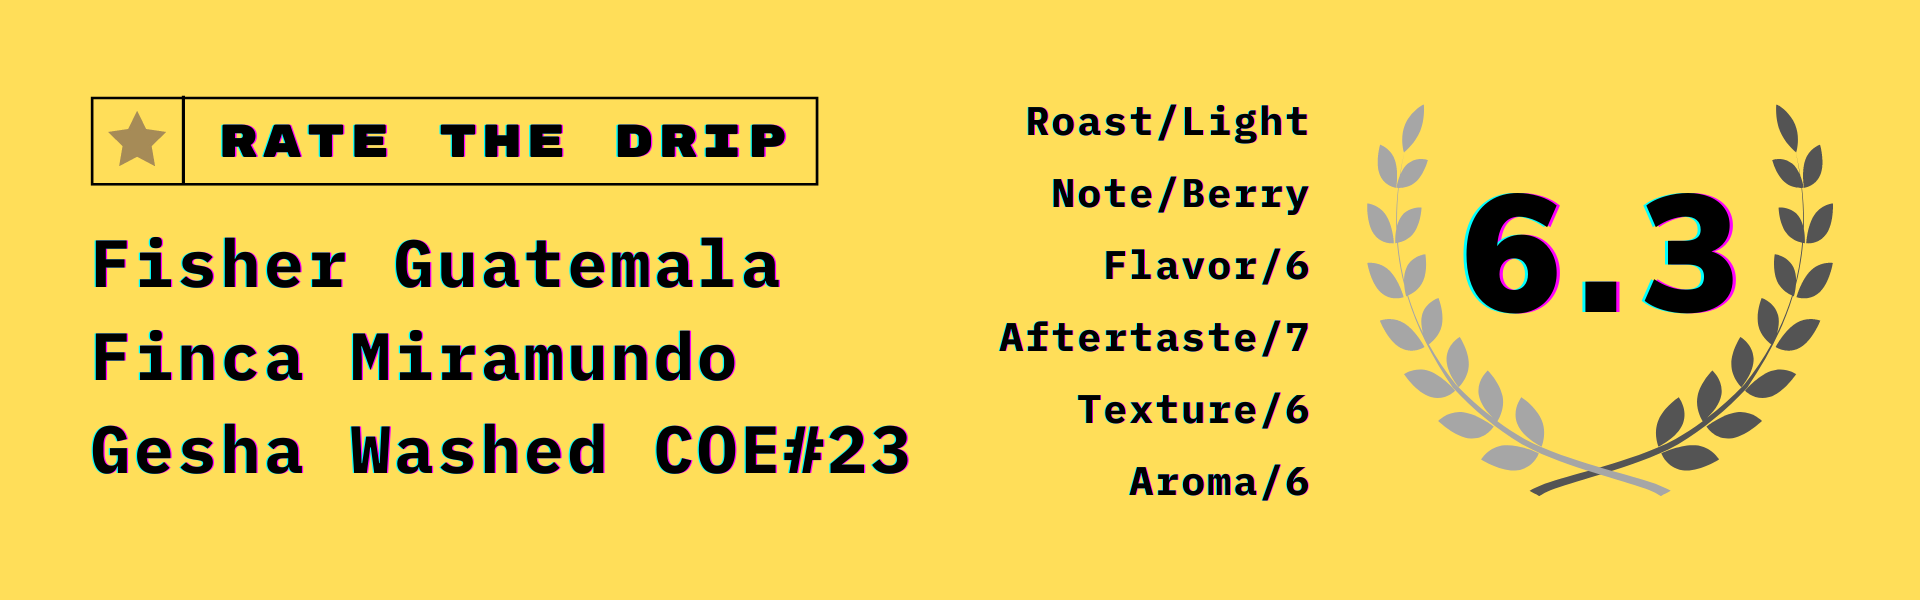 RATE THE DRIP
Fisher Guatemala
Finca Miramundo
Gesha Washed COE#23
Roast/Light
Note/Berry
Flavor/6
Aftertaste/7
Texture/6
Aroma/6
6.3